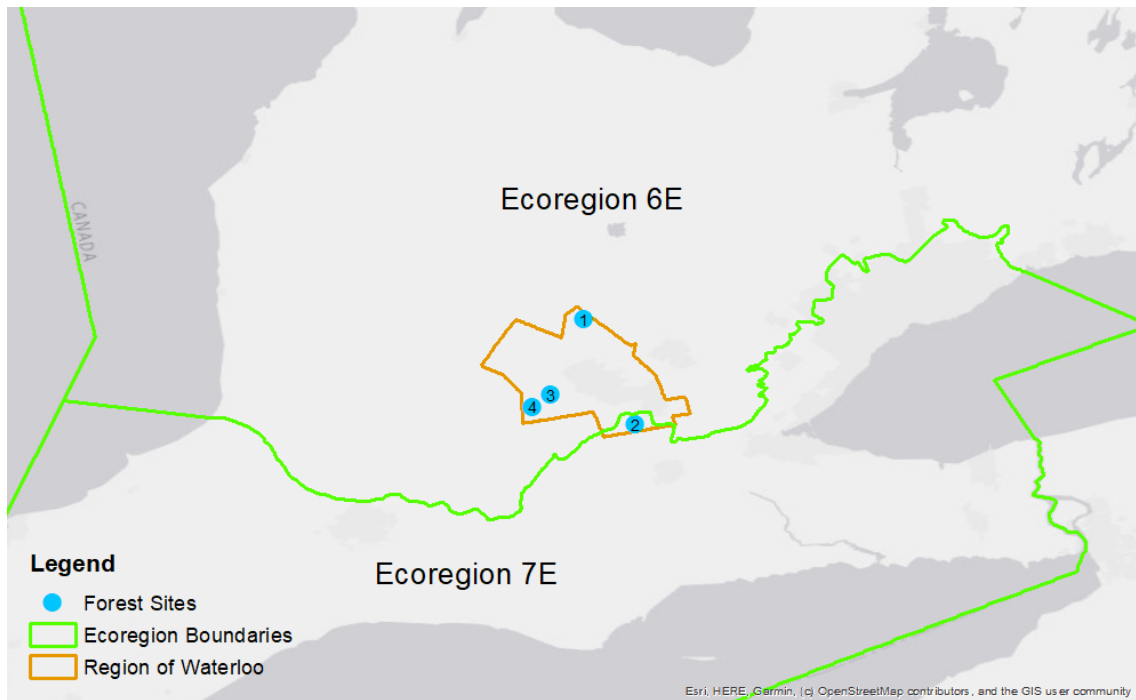 CANADA
Ecoregion 6E
1
3
4
2
Ecoregion 7E
Legend
Forest Sites
Ecoregion Boundaries
Region of Waterloo
Esri, HERE, Garmin, (c) OpenStreetMap contributors, and the GIS user community